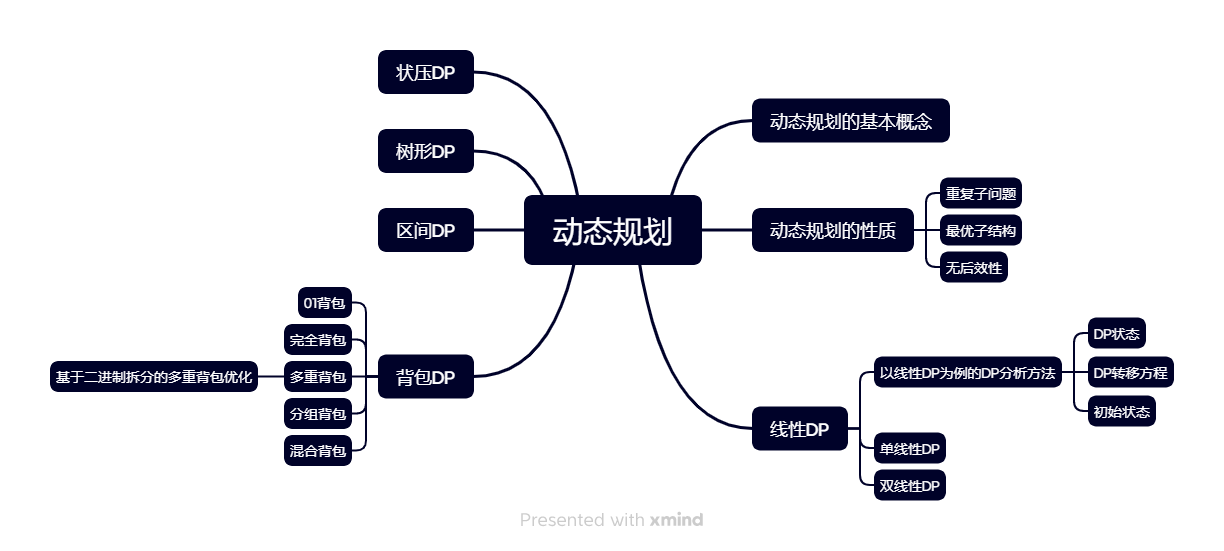 动态规划
动态规划的基本概念
动态规划的性质
重复子问题
最优子结构
无后效性
线性DP
以线性DP为例的DP分析方法
DP状态
DP转移方程
初始状态
单线性DP
双线性DP
背包DP
01背包
完全背包
多重背包
基于二进制拆分的多重背包优化
分组背包
混合背包
区间DP
树形DP
状压DP
Presented with xmind